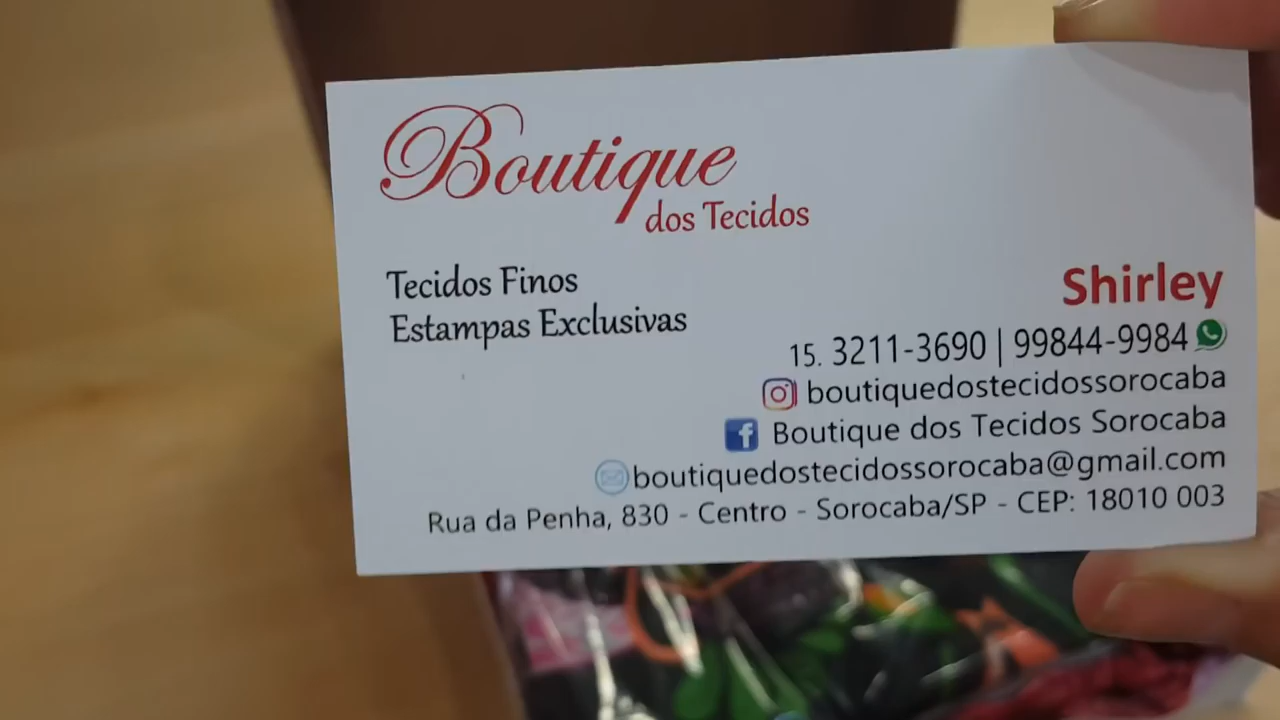 Boutique
dos Tecidos
Tecidos Finos
Estampas Exclusivas
Shirley
15. 3211-3690 | 99844-9984
boutiquedostecidossorocaba
Boutique dos Tecidos Sorocaba
boutiquedostecidossorocaba@gmail.com
Rua da Penha, 830 - Centro - Sorocaba/SP - CEP: 18010 003